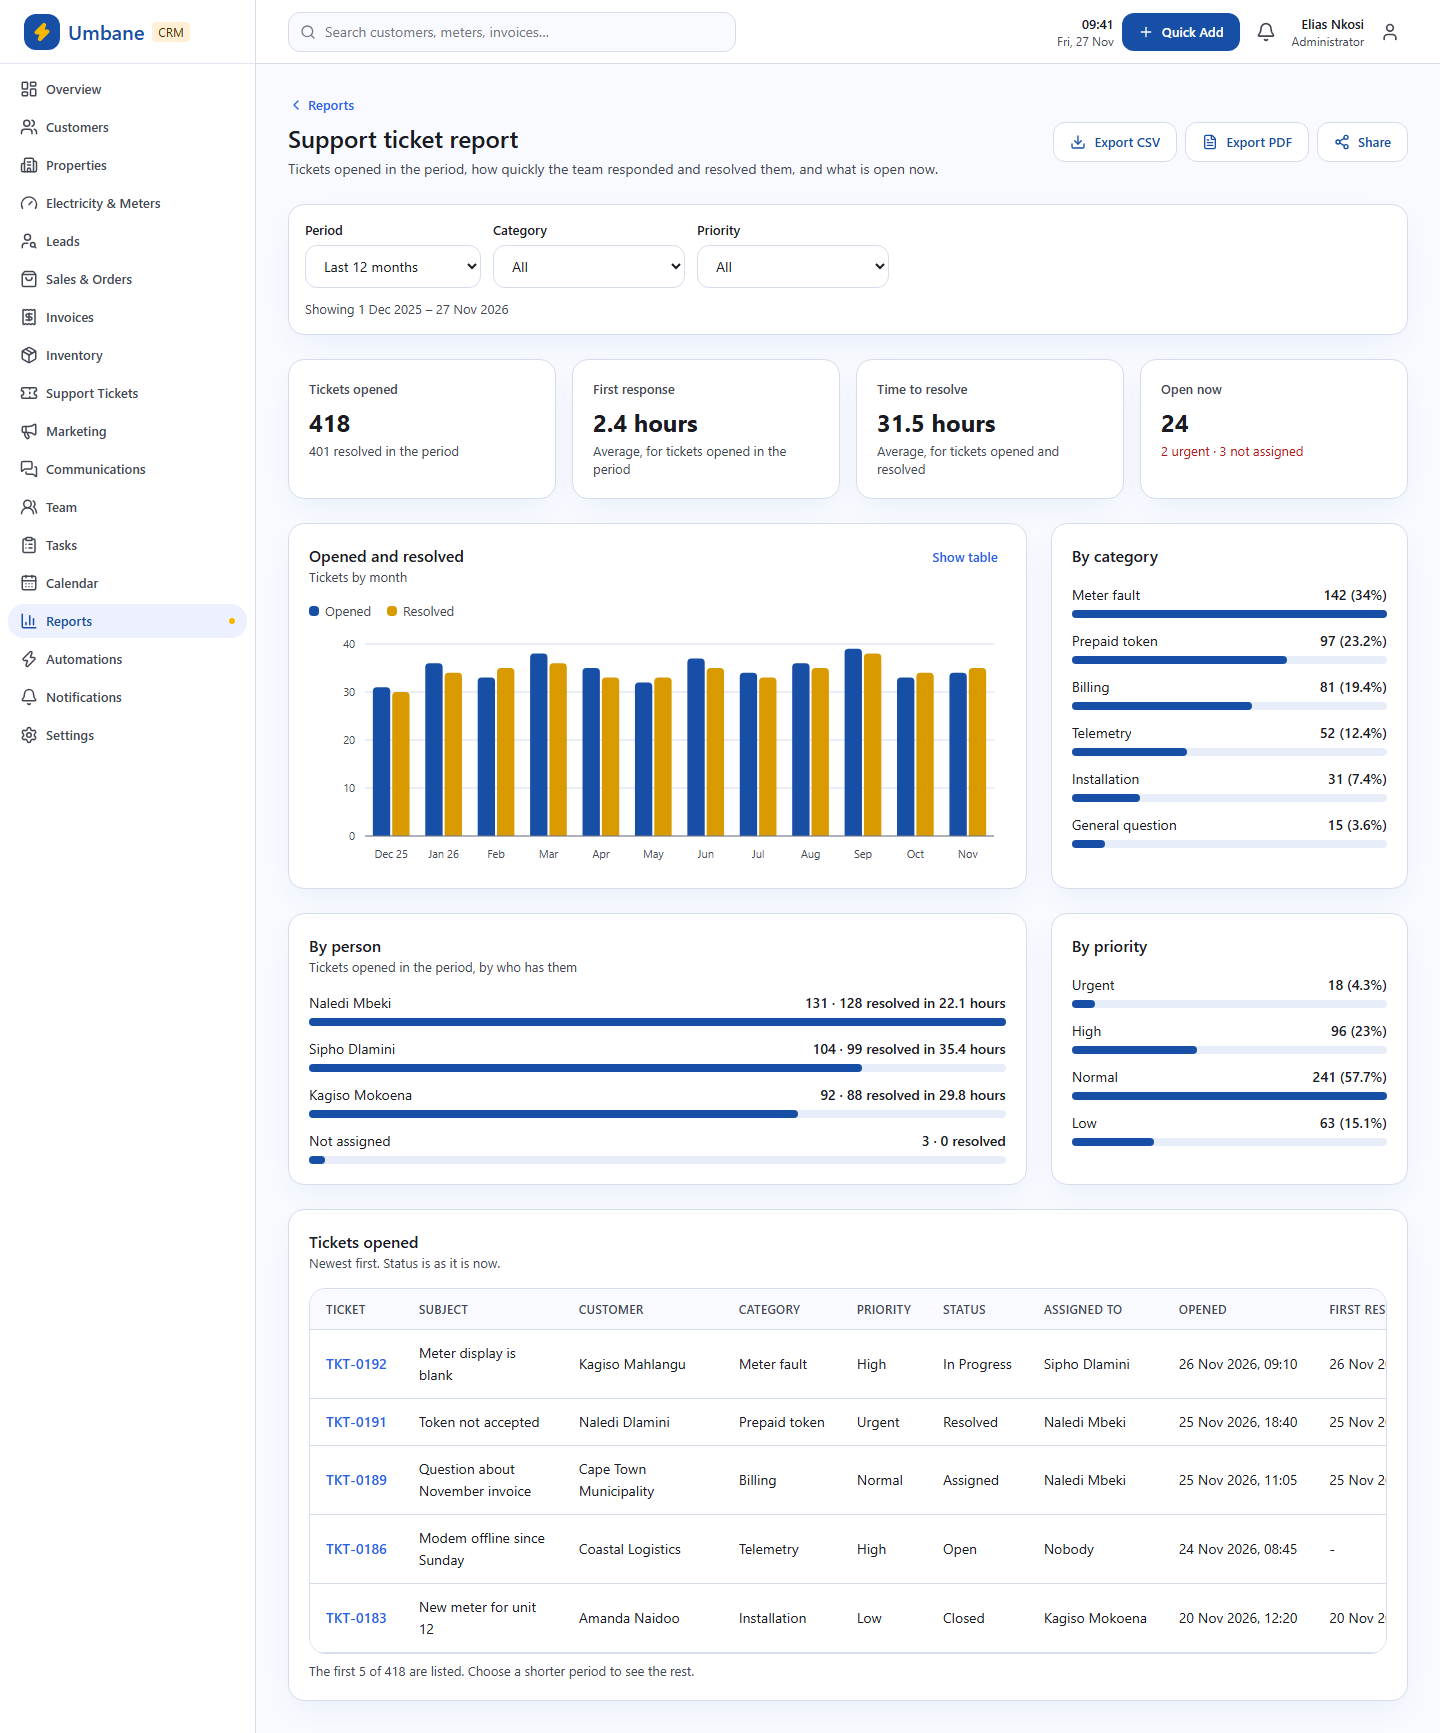 Umbane CRM
Search customers, meters, invoices...
09:41
Fri, 27 Nov
Quick Add
Elias Nkosi
Administrator
Overview
Customers
Properties
Electricity & Meters
Leads
Sales & Orders
Invoices
Inventory
Support Tickets
Marketing
Communications
Team
Tasks
Calendar
Reports
Automations
Notifications
Settings
Reports
Support ticket report
Tickets opened in the period, how quickly the team responded and resolved them, and what is open now.
Export CSV
Export PDF
Share
Period
Category
Priority
Last 12 months
All
All
Showing 1 Dec 2025 – 27 Nov 2026
Tickets opened
418
401 resolved in the period
First response
2.4 hours
Average, for tickets opened in the
period
Time to resolve
31.5 hours
Average, for tickets opened and
resolved
Open now
24
2 urgent · 3 not assigned
Opened and resolved
Tickets by month
Show table
Opened
Resolved
40
30
20
10
0
Dec 25 Jan 26 Feb Mar Apr May Jun Jul Aug Sep Oct Nov
By category
Meter fault 142 (34%)
Prepaid token 97 (23.2%)
Billing 81 (19.4%)
Telemetry 52 (12.4%)
Installation 31 (7.4%)
General question 15 (3.6%)
By person
Tickets opened in the period, by who has them
Naledi Mbeki 131 · 128 resolved in 22.1 hours
Sipho Dlamini 104 · 99 resolved in 35.4 hours
Kagiso Mokoena 92 · 88 resolved in 29.8 hours
Not assigned 3 · 0 resolved
By priority
Urgent 18 (4.3%)
High 96 (23%)
Normal 241 (57.7%)
Low 63 (15.1%)
Tickets opened
Newest first. Status is as it is now.
TICKET SUBJECT CUSTOMER CATEGORY PRIORITY STATUS ASSIGNED TO OPENED FIRST RES
TKT-0192 Meter display is blank Kagiso Mahlangu Meter fault High In Progress Sipho Dlamini 26 Nov 2026, 09:10 26 Nov 2
TKT-0191 Token not accepted Naledi Dlamini Prepaid token Urgent Resolved Naledi Mbeki 25 Nov 2026, 18:40 25 Nov 2
TKT-0189 Question about November invoice Cape Town Municipality Billing Normal Assigned Naledi Mbeki 25 Nov 2026, 11:05 25 Nov 2
TKT-0186 Modem offline since Sunday Coastal Logistics Telemetry High Open Nobody 24 Nov 2026, 08:45 -
TKT-0183 New meter for unit 12 Amanda Naidoo Installation Low Closed Kagiso Mokoena 20 Nov 2026, 12:20 20 Nov 2
The first 5 of 418 are listed. Choose a shorter period to see the rest.